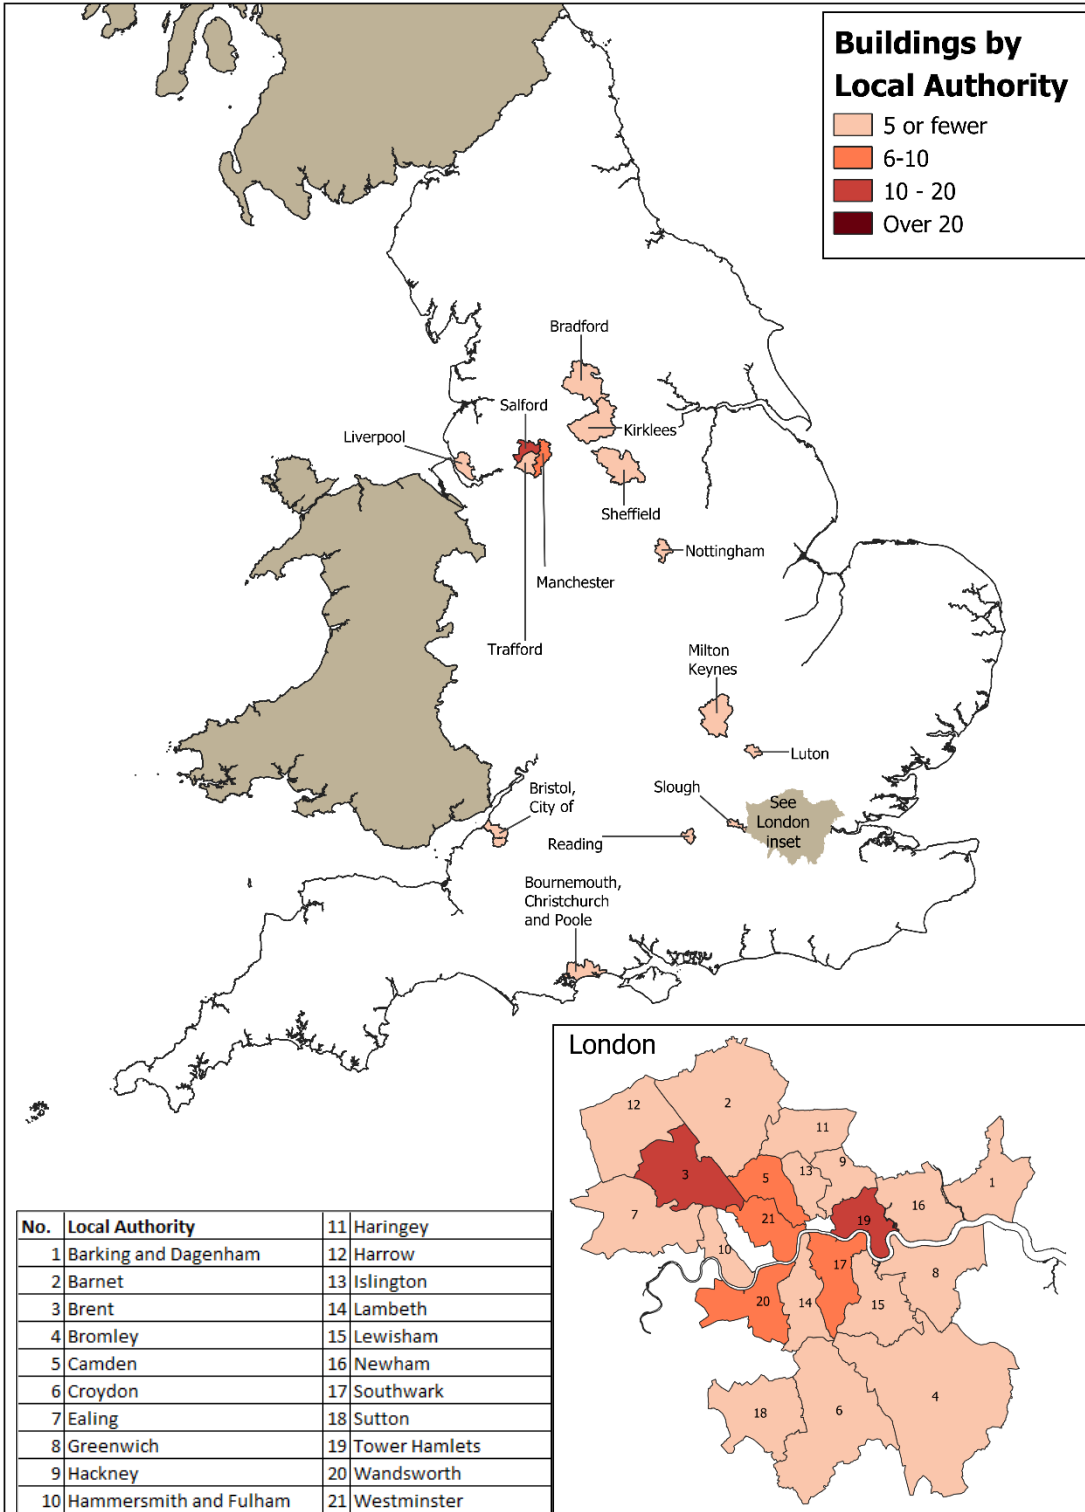 Buildings by
Local Authority
5 or fewer
6-10
10 - 20
Over 20
Bradford
Salford
Liverpool
Kirklees
Sheffield
Nottingham
Manchester
Trafford
Milton
Keynes
Luton
Slough
See
London
inset
Bristol,
City of
Reading
Bournemouth,
Christchurch
and Poole
London
12
2
11
3
5
13
9
1
16
7
21
19
10
17
8
20
14
15
4
18
6
No. Local Authority 11 Haringey
1 Barking and Dagenham 12 Harrow
2 Barnet 13 Islington
3 Brent 14 Lambeth
4 Bromley 15 Lewisham
5 Camden 16 Newham
6 Croydon 17 Southwark
7 Ealing 18 Sutton
8 Greenwich 19 Tower Hamlets
9 Hackney 20 Wandsworth
10 Hammersmith and Fulham 21 Westminster